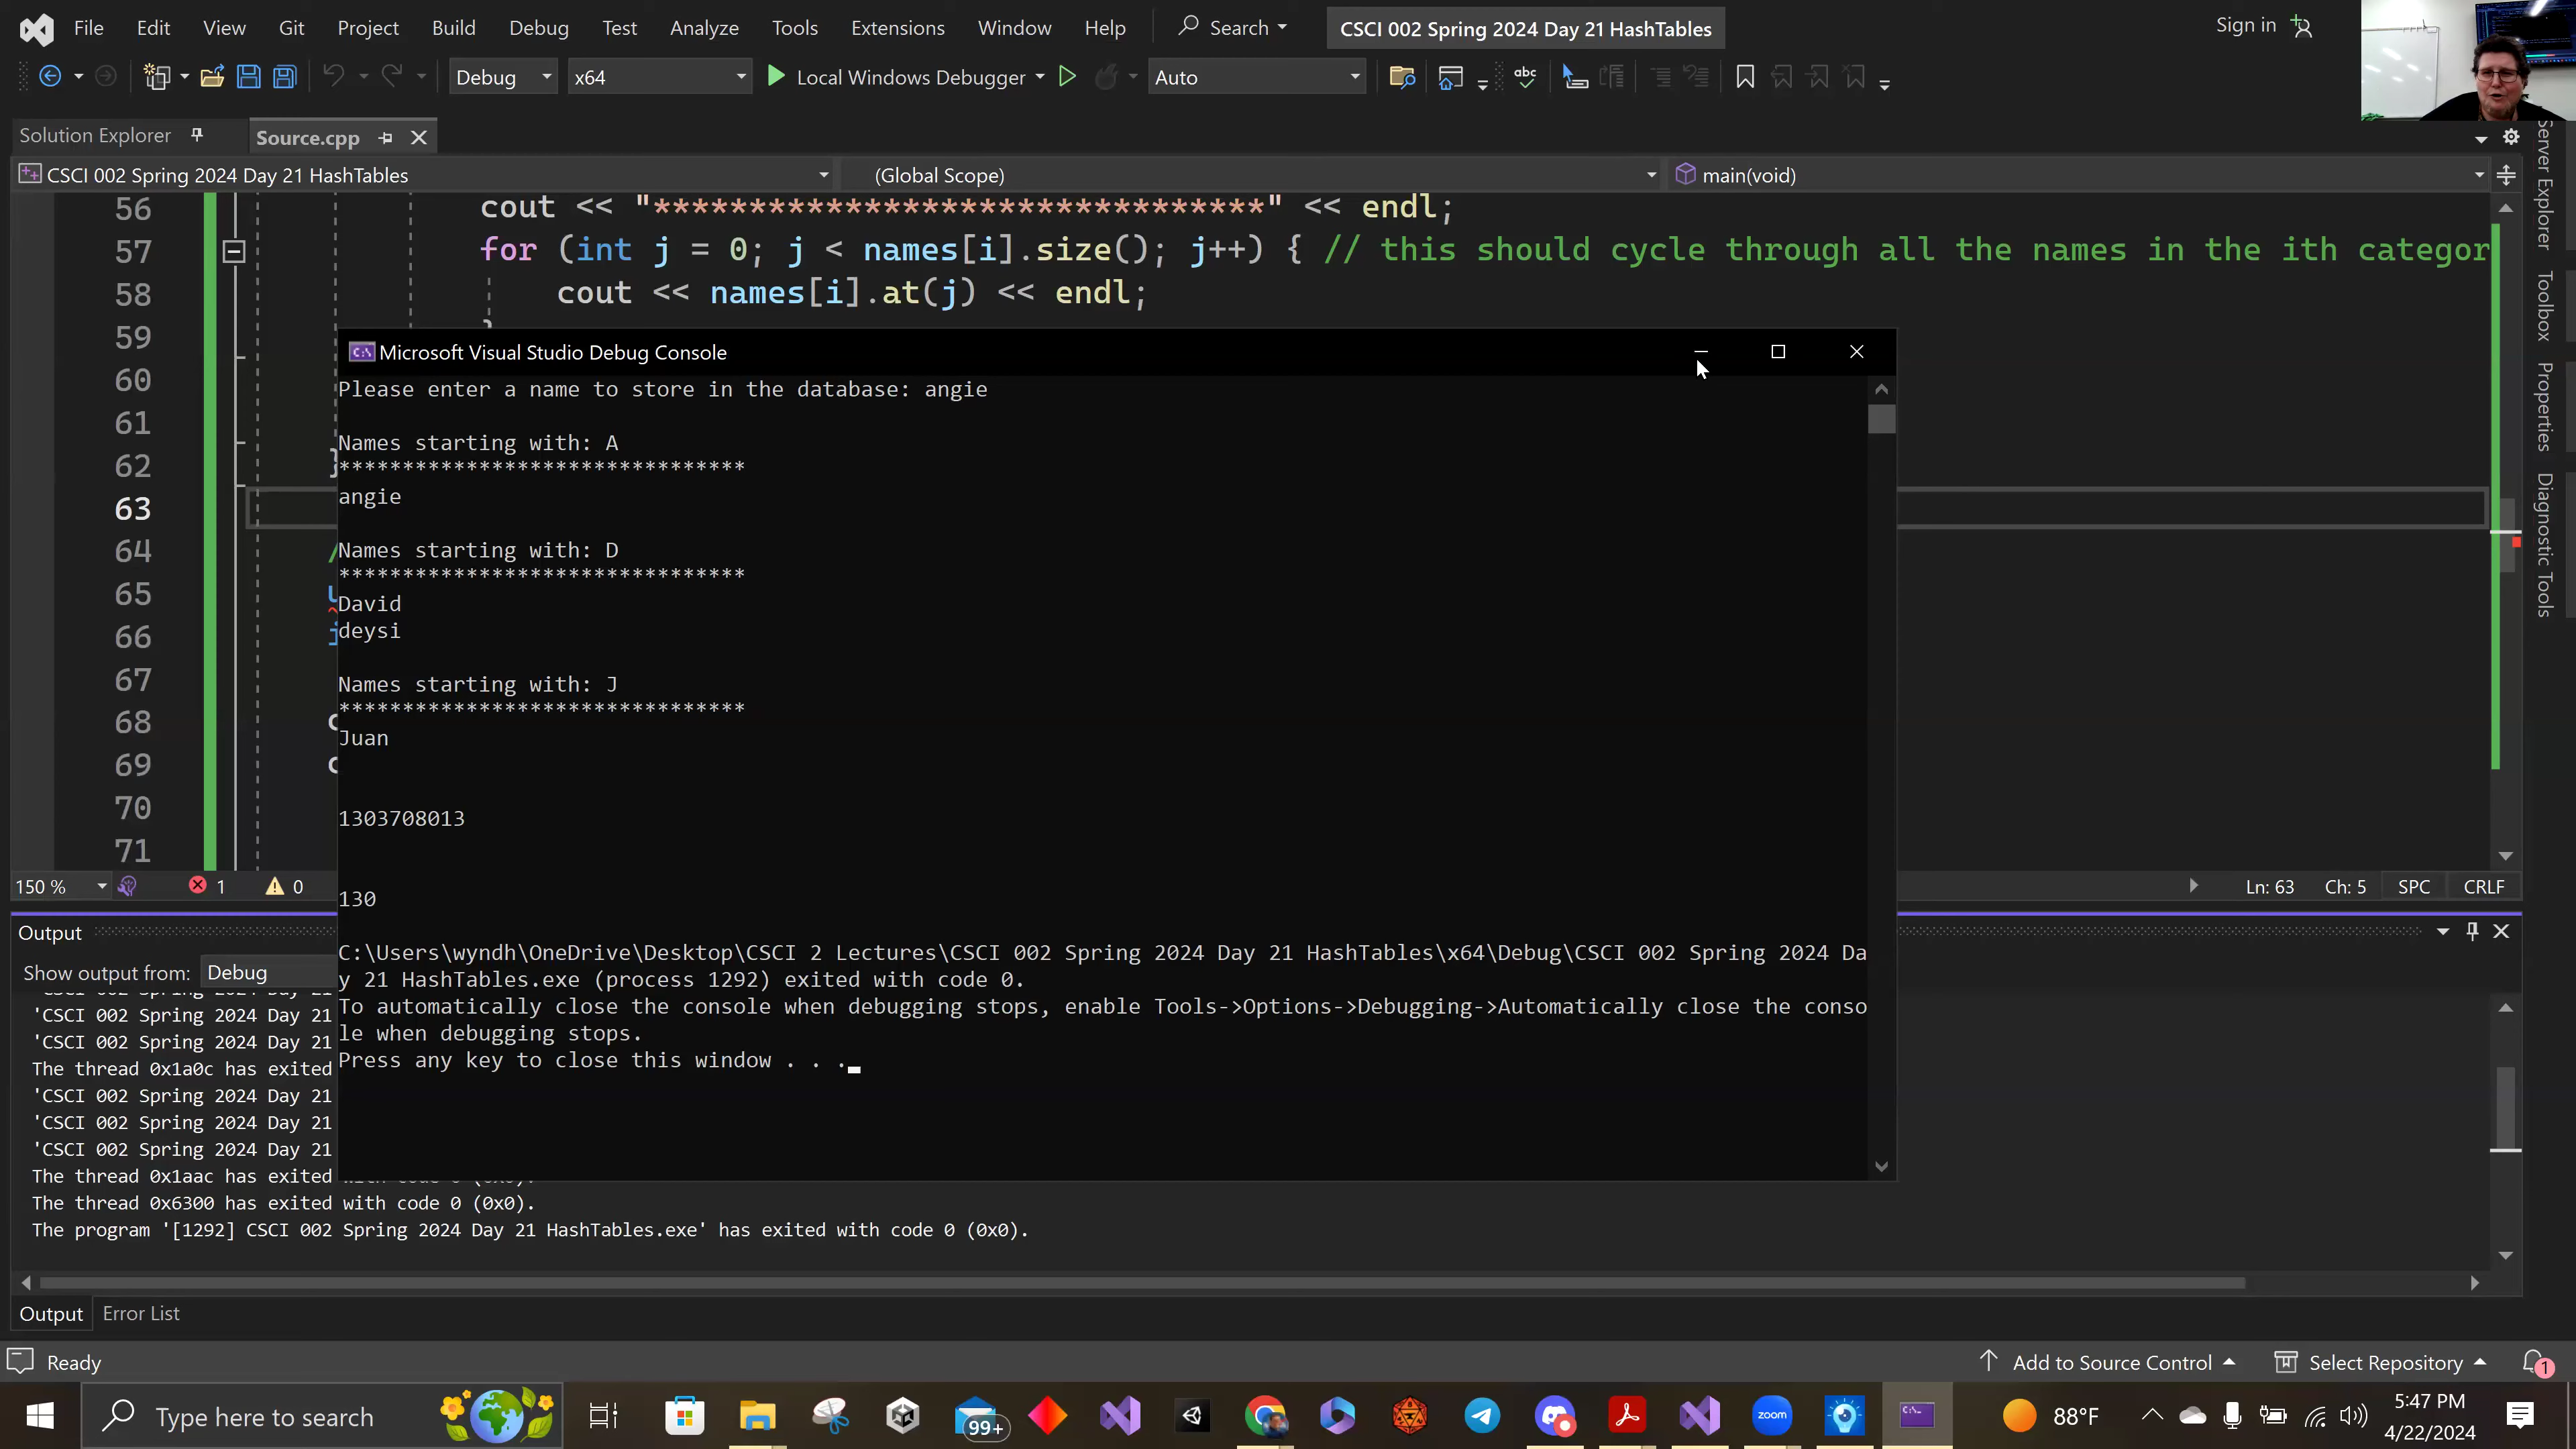 File Edit View Git Project Build Debug Test Analyze Tools Extensions Window Help Search CSCI 002 Spring 2024 Day 21 HashTables Sign in
Debug x64 Local Windows Debugger Auto abc
Solution Explorer Source.cpp
CSCI 002 Spring 2024 Day 21 HashTables (Global Scope) main(void)
56 cout << "********************************" << endl;
57 for (int j = 0; j < names[i].size(); j++) { // this should cycle through all the names in the ith categor
58 cout << names[i].at(j) << endl;
59
60
61
62 }
63
64 /
65
66
67
68
69
70
71
Microsoft Visual Studio Debug Console
Please enter a name to store in the database: angie
Names starting with: A
********************************
angie
Names starting with: D
********************************
David
deysi
Names starting with: J
********************************
Juan
1303708013
130
C:\Users\wyndh\OneDrive\Desktop\CSCI 2 Lectures\CSCI 002 Spring 2024 Day 21 HashTables\x64\Debug\CSCI 002 Spring 2024 Da
y 21 HashTables.exe (process 1292) exited with code 0.
To automatically close the console when debugging stops, enable Tools->Options->Debugging->Automatically close the conso
le when debugging stops.
Press any key to close this window . . .
150 % 1 0 Ln: 63 Ch: 5 SPC CRLF
Output
Show output from: Debug
'CSCI 002 Spring 2024 Day 21
'CSCI 002 Spring 2024 Day 21
'CSCI 002 Spring 2024 Day 21
The thread 0x1a0c has exited
'CSCI 002 Spring 2024 Day 21
'CSCI 002 Spring 2024 Day 21
'CSCI 002 Spring 2024 Day 21
The thread 0x1aac has exited with code 0 (0x0).
The thread 0x6300 has exited with code 0 (0x0).
The program '[1292] CSCI 002 Spring 2024 Day 21 HashTables.exe' has exited with code 0 (0x0).
Output Error List
Server Explorer
Toolbox
Properties
Diagnostic Tools
Ready Add to Source Control Select Repository 1
Type here to search 99+ zoom 88°F 5:47 PM
4/22/2024